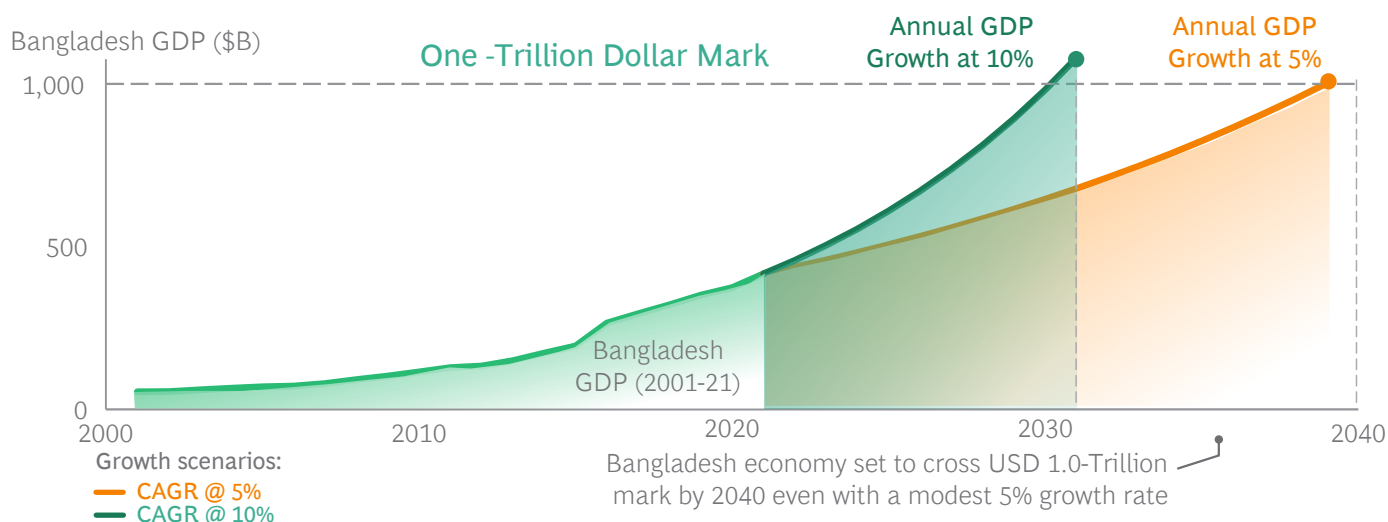 Bangladesh GDP ($B)
One -Trillion Dollar Mark
Annual GDP
Growth at 10%
Annual GDP
Growth at 5%
1,000
500
0
Bangladesh
GDP (2001-21)
2000
2010
2020
2030
2040
Growth scenarios:
CAGR @ 5%
CAGR @ 10%
Bangladesh economy set to cross USD 1.0-Trillion
mark by 2040 even with a modest 5% growth rate